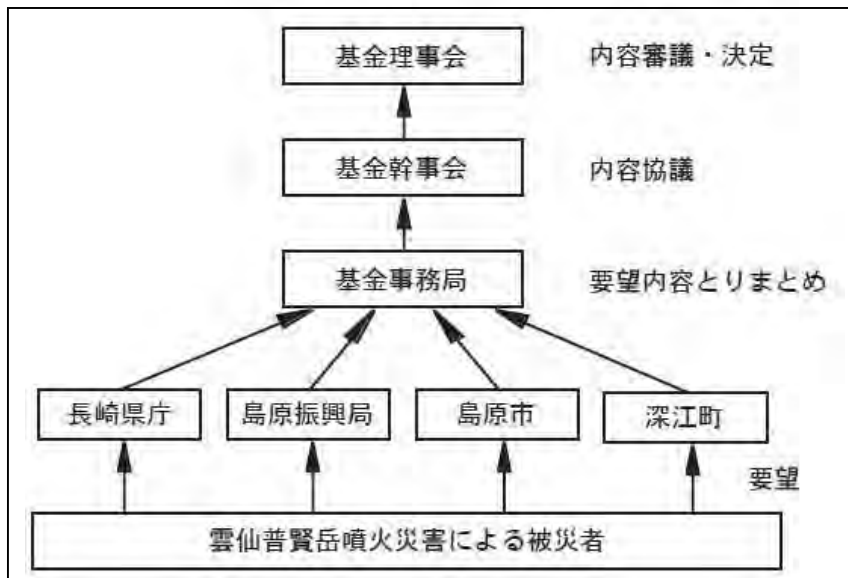 基金理事会 内容審議・決定
基金幹事会 内容協議
基金事務局 要望内容とりまとめ
長崎県庁 島原振興局 島原市 深江町
要望
雲仙普賢岳噴火災害による被災者